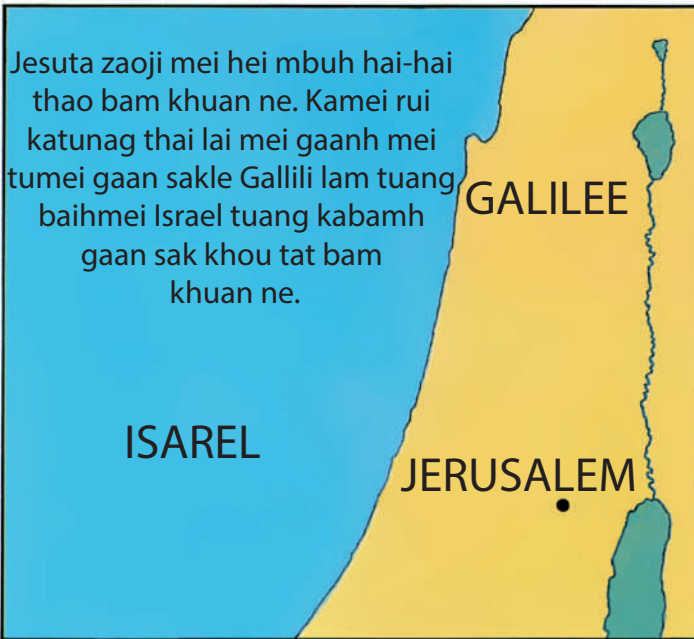 Jesuta zaoji mei hei mbuh hai-hai
thao bam khuan ne. Kamei rui
katunag thai lai mei gaanh mei
tumei gaan sakle Gallili lam tuang
baihmei Israel tuang kabamh
gaan sak khou tat bam
khuan ne.
GALILEE
ISAREL
JERUSALEM